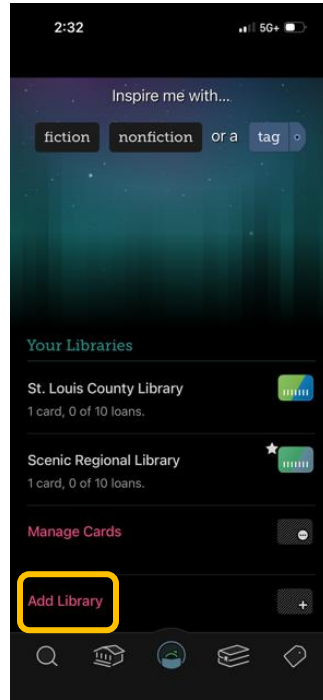 2:32 5G+
Inspire me with...
fiction nonfiction or a tag
Your Libraries
St. Louis County Library
1 card, 0 of 10 loans.
Scenic Regional Library
1 card, 0 of 10 loans.
Manage Cards
Add Library